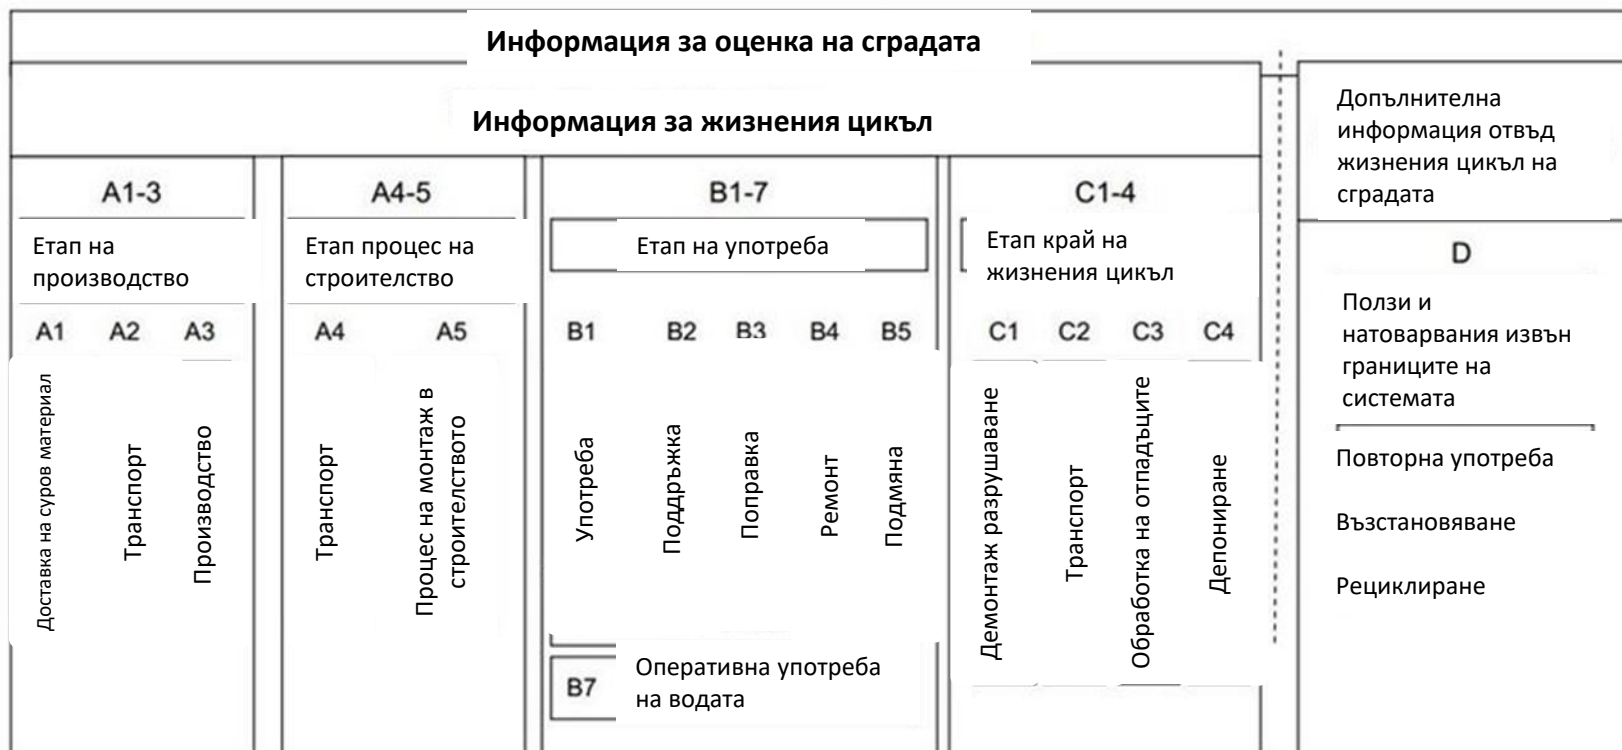 Информация за оценка на сградата
Информация за жизнения цикъл
Допълнителна
информация отвъд
жизнения цикъл на
сградата
A1-3
A4-5
B1-7
C1-4
Етап на
производство
Етап процес на
строителство
Етап на употреба
Етап край на
жизнения цикъл
D
Ползи и
натоварвания извън
границите на
системата
A1
A2
A3
A4
A5
B1
B2
B3
B4
B5
C1
C2
C3
C4
Доставка на суров материал
Транспорт
Производство
Транспорт
Процес на монтаж в
строителството
Употреба
Поддръжка
Поправка
Ремонт
Подмяна
Демонтаж разрушаване
Транспорт
Обработка на отпадъците
Депониране
Повторна употреба
Възстановяване
Рециклиране
B7
Оперативна употреба
на водата